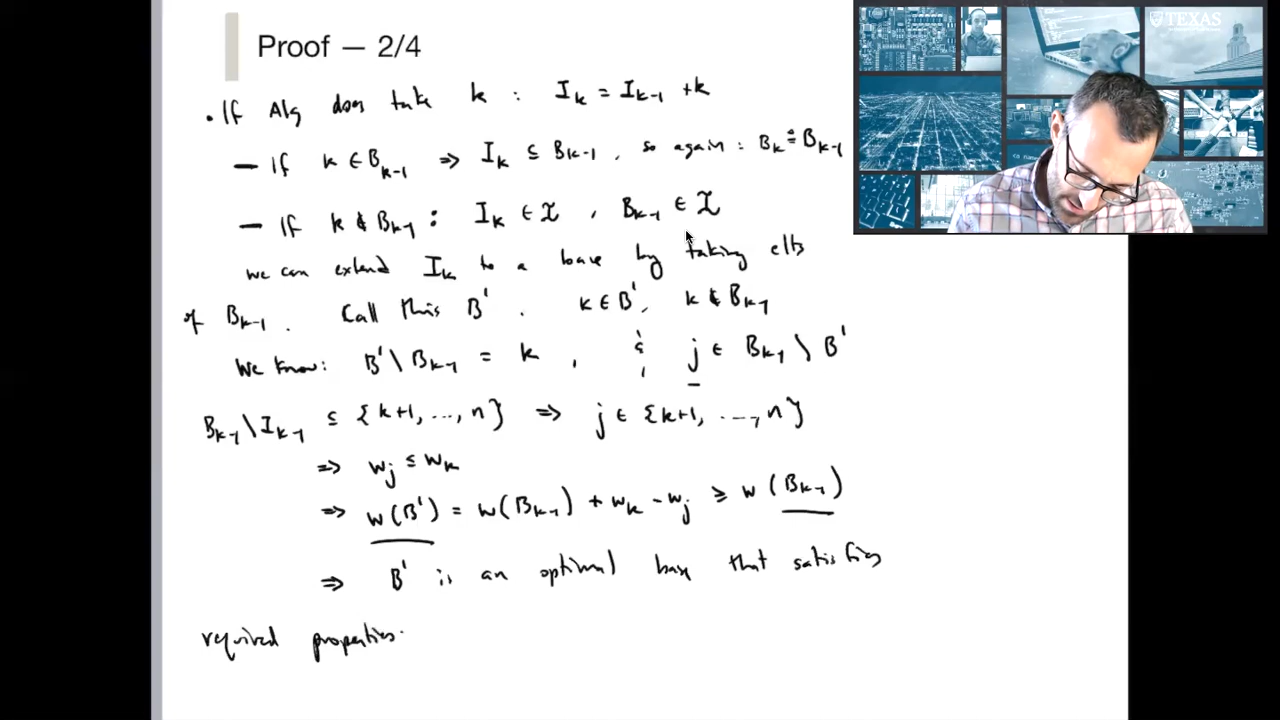 Proof — 2/4
TEXAS
• If Alg does take k : I_k = I_{k-1} + k
— If k ∈ B_{k-1} ⇒ I_k ⊆ B_{k-1}, so again : B_k ≜ B_{k-1}
— If k ∉ B_{k-1} : I_k ∈ I , B_{k-1} ∈ I
we can extend I_k to a base by taking elts
of B_{k-1} . Call this B' . k ∈ B', k ∉ B_{k-1}
We know: B' \ B_{k-1} = k , ; j ∈ B_{k-1} \ B'
B_{k-1} \ I_{k-1} ⊆ {k+1, ..., n} ⇒ j ∈ {k+1, ..., n}
⇒ w_j ≤ w_k
⇒ w(B') = w(B_{k-1}) + w_k - w_j ≥ w(B_{k-1})
⇒ B' is an optimal base that satisfies
required properties.